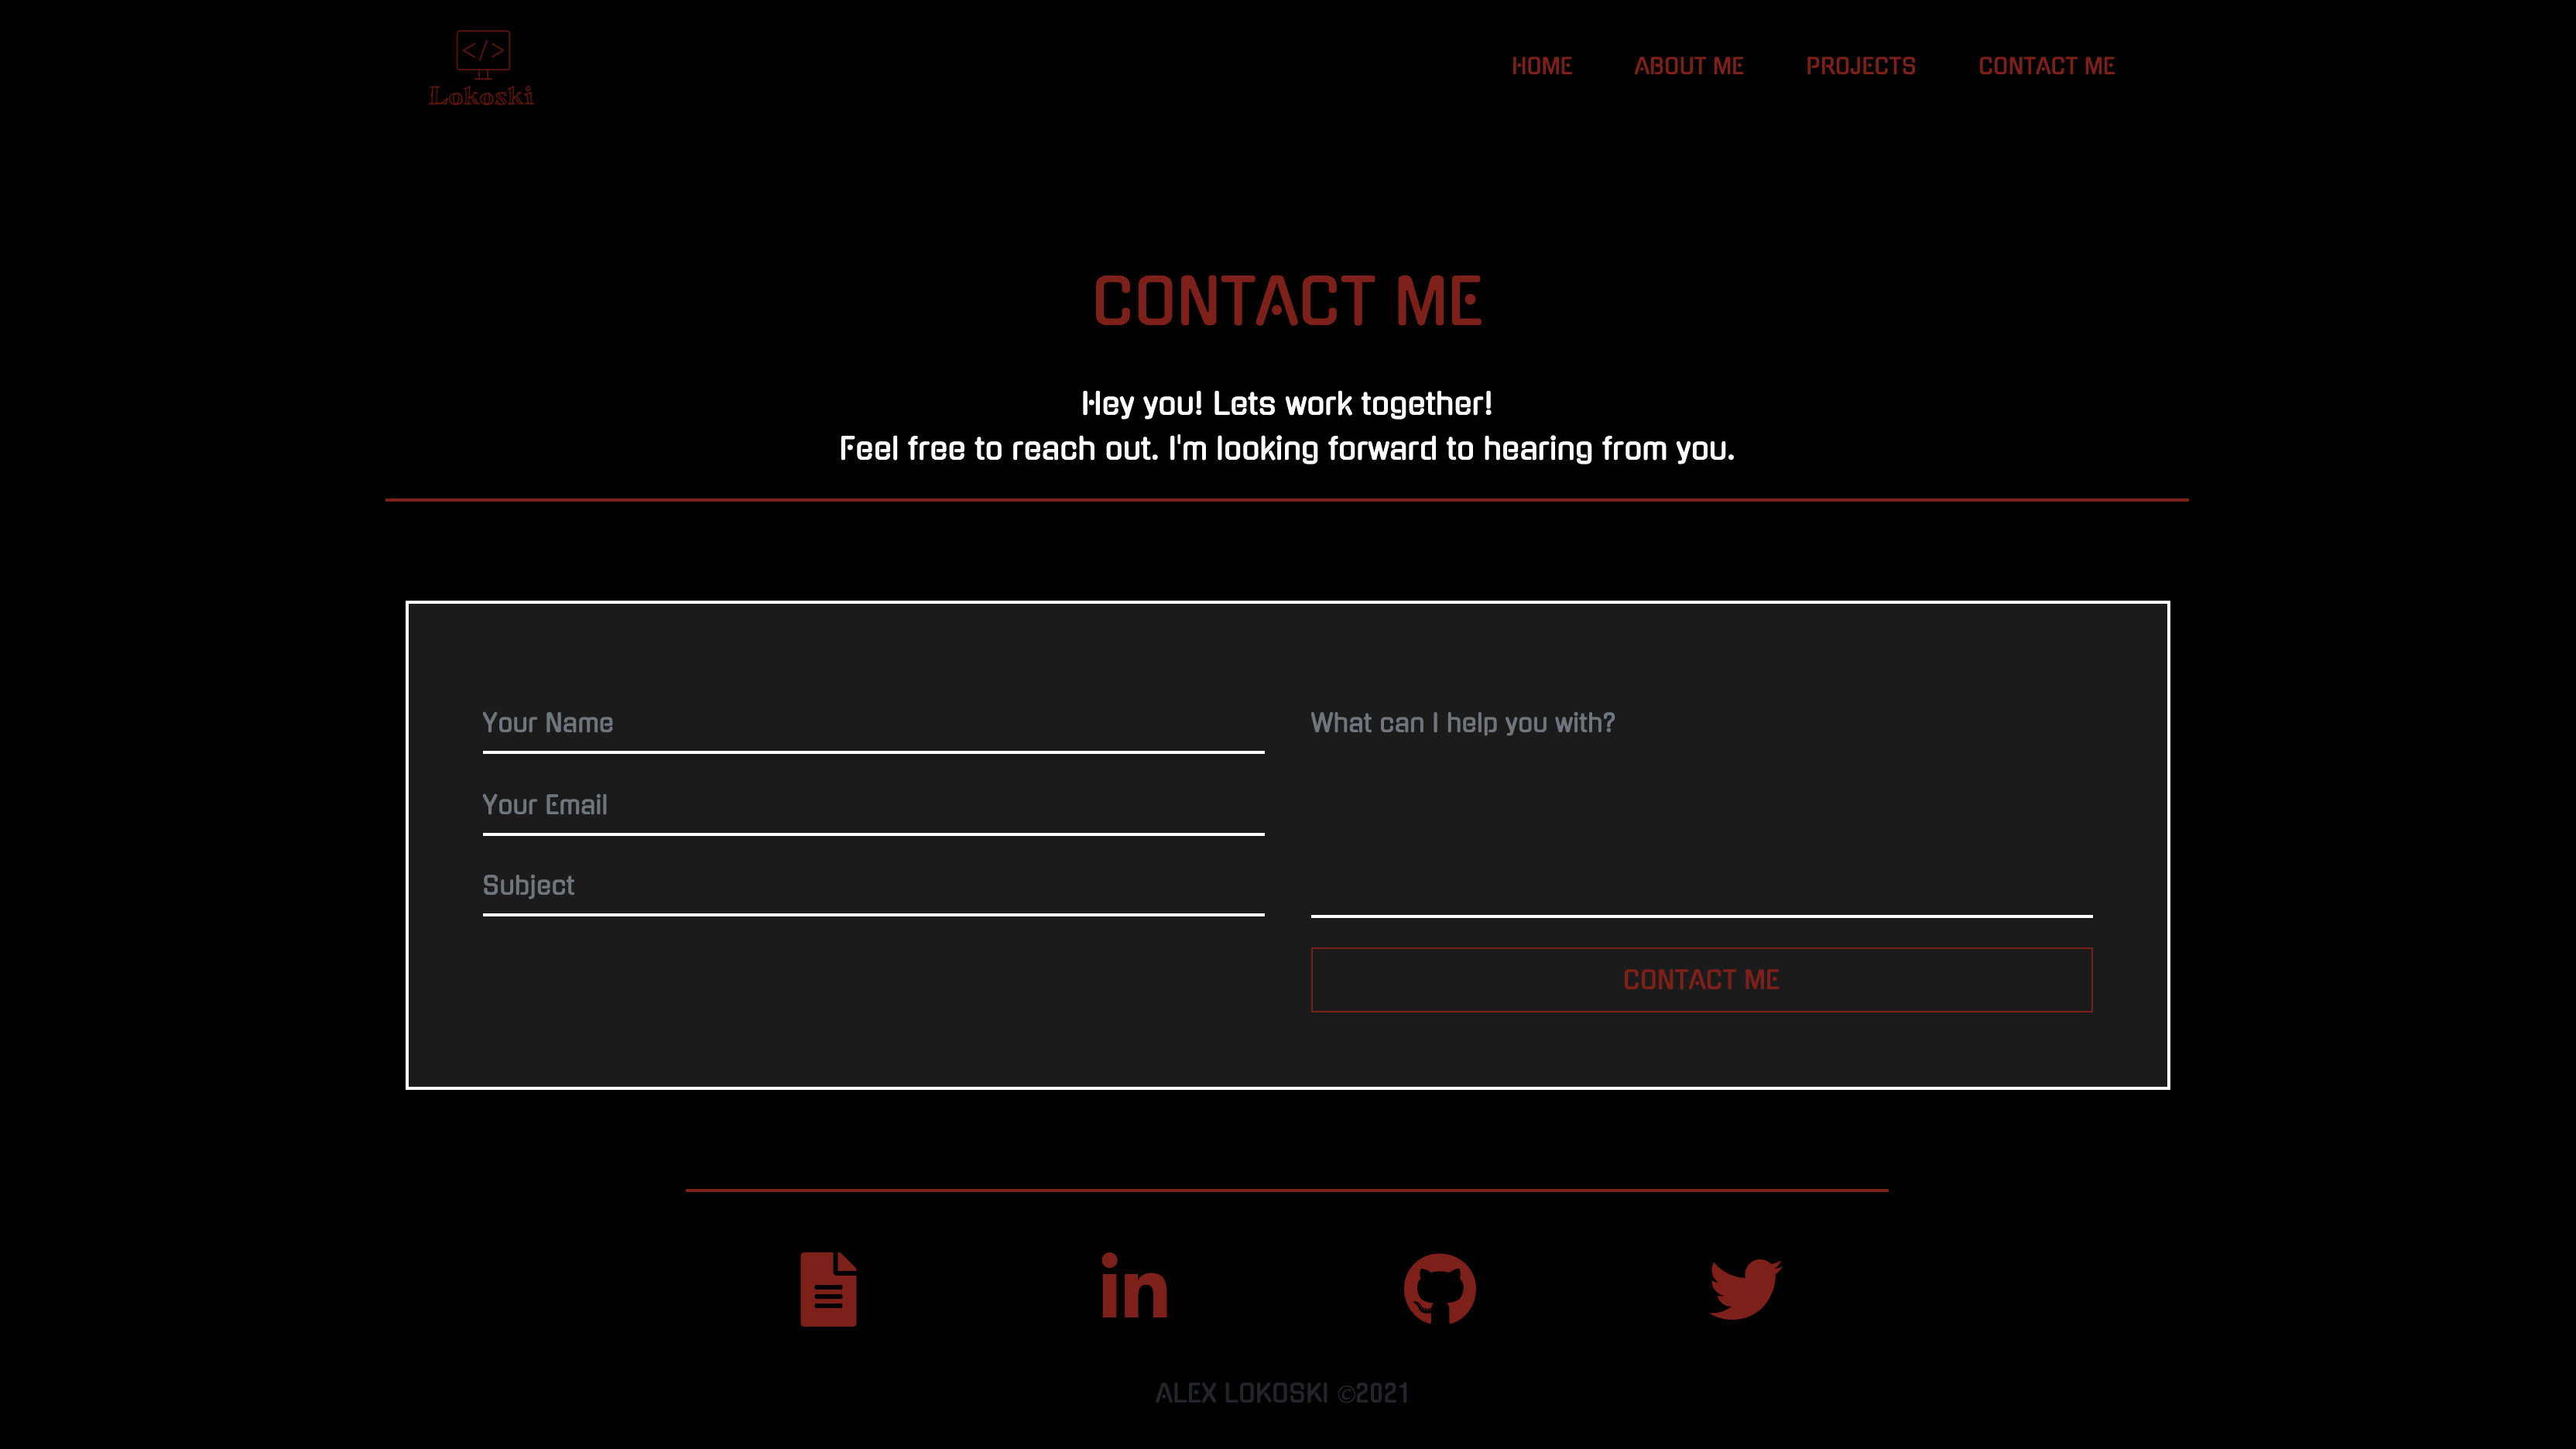 </>
Lokoski
HOME ABOUT ME PROJECTS CONTACT ME
CONTACT ME
Hey you! Lets work together!
Feel free to reach out. I'm looking forward to hearing from you.
Your Name
Your Email
Subject
What can I help you with?
CONTACT ME
in
ALEX LOKOSKI ©2021